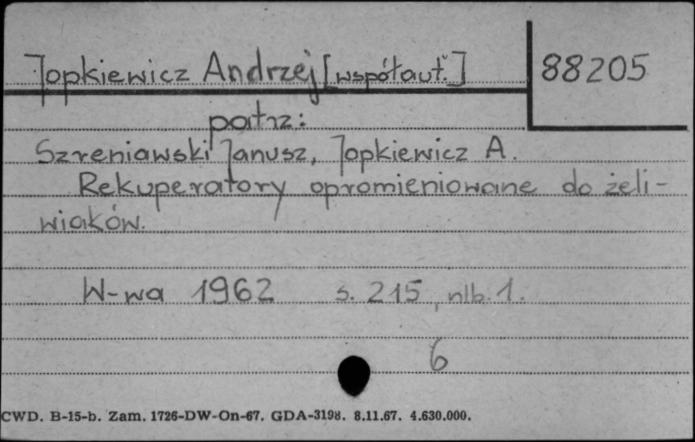 Jopkiewicz Andrzej [współaut.]
88205
patrz:
Szreniawski Janusz, Jopkiewicz A.
Rekuperatory opromieniowane do żeli-
wiaków.
W-wa 1962 s. 215, nlb. 1.
6
CWD. B-15-b. Zam. 1726-DW-On-67. GDA-3198. 8.11.67. 4.630.000.